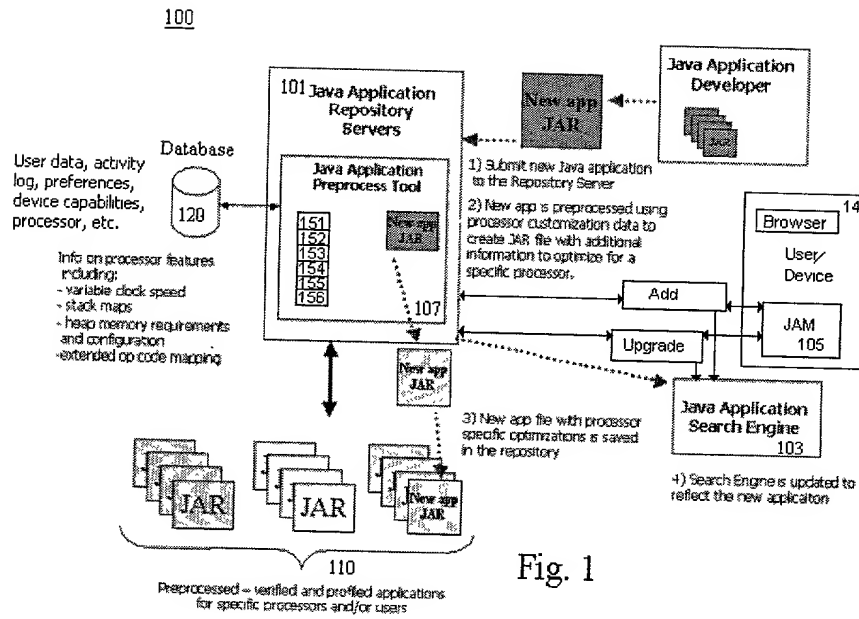 100
101 Java Application
Repository
Servers
Java Application
Preprocess Tool
151
152
153
154
155
156
New app
JAR
107
Database
120
User data, activity
log, preferences,
device capabilities,
processor, etc.
Info on processor features
including:
- variable clock speed
- stack maps
- heap memory requirements
and configuration
- extended op code mapping
New app
JAR
Java Application
Developer
JAR
1) Submit new Java application
to the Repository Server
2) New app is preprocessed using
processor customization data to
create JAR file with additional
information to optimize for a
specific processor.
14
Browser
User/
Device
JAM
105
Add
Upgrade
Java Application
Search Engine
103
New app
JAR
3) New app file with processor
specific optimizations is saved
in the repository
4) Search Engine is updated to
reflect the new application
JAR
JAR
New app
JAR
110
Preprocessed – verified and profiled applications
for specific processors and/or users
Fig. 1